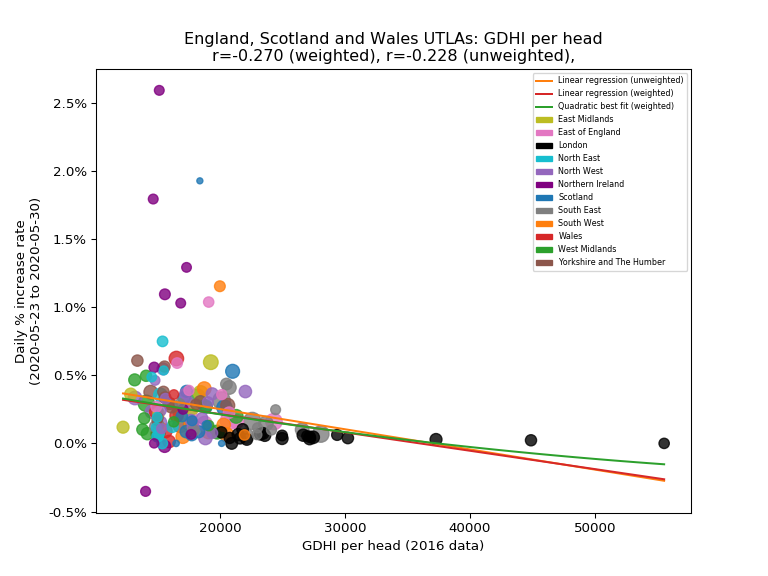 England, Scotland and Wales UTLAs: GDHI per head
r=-0.270 (weighted), r=-0.228 (unweighted),
Linear regression (unweighted)
Linear regression (weighted)
Quadratic best fit (weighted)
East Midlands
East of England
London
North East
North West
Northern Ireland
Scotland
South East
South West
Wales
West Midlands
Yorkshire and The Humber
Daily % increase rate
(2020-05-23 to 2020-05-30)
2.5%
2.0%
1.5%
1.0%
0.5%
0.0%
-0.5%
20000 30000 40000 50000
GDHI per head (2016 data)